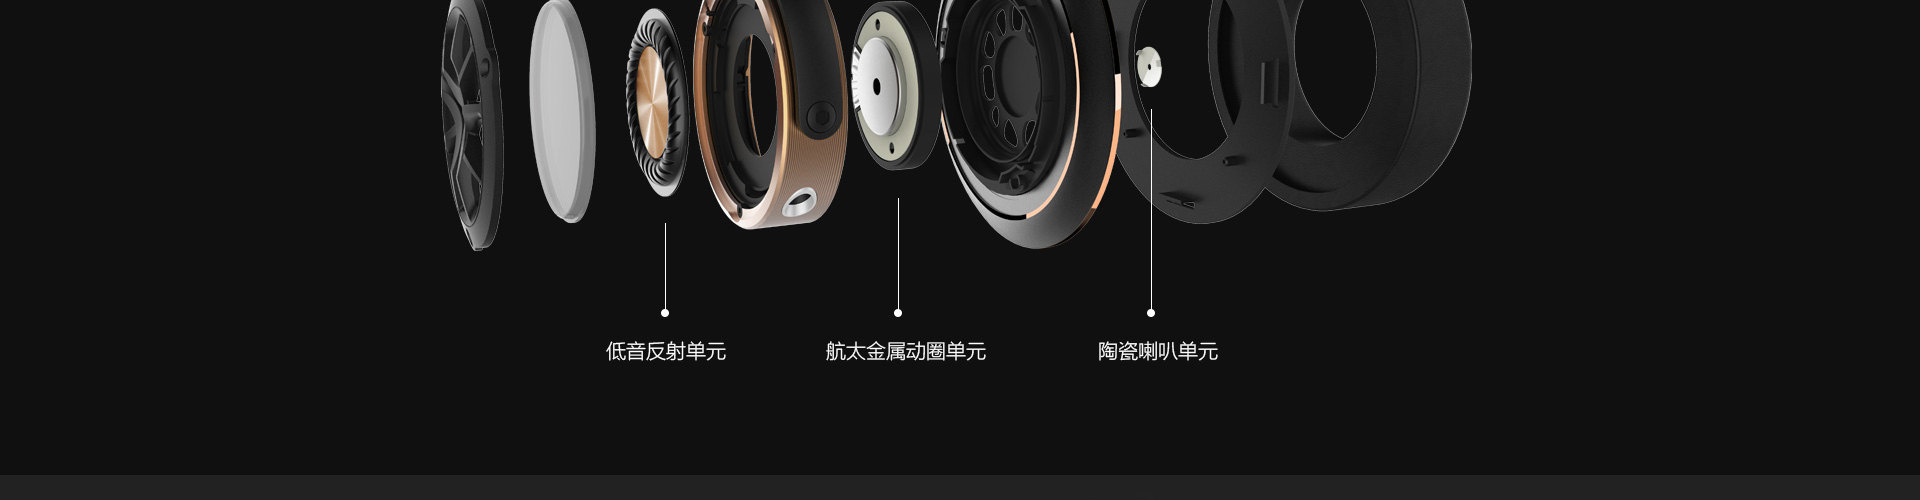 低音反射单元
航太金属动圈单元
陶瓷喇叭单元